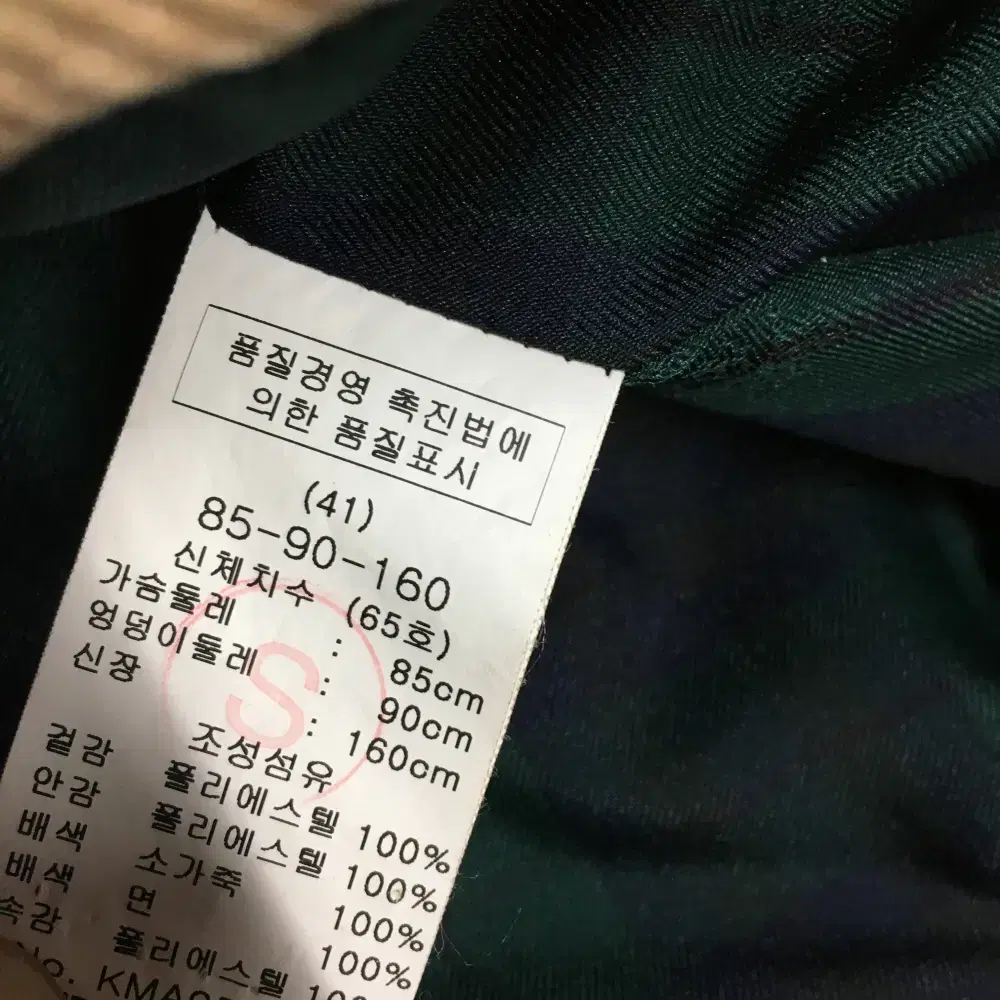 품질경영 촉진법에
의한 품질표시
(41)
85-90-160
신체치수 (65호)
가슴둘레 : 85cm
엉덩이둘레 : 90cm
신장 : 160cm
S
조성섬유
겉감 폴리에스텔 100%
안감 폴리에스텔 100%
배색 소가죽 100%
배색 면 100%
속감 폴리에스텔
No.